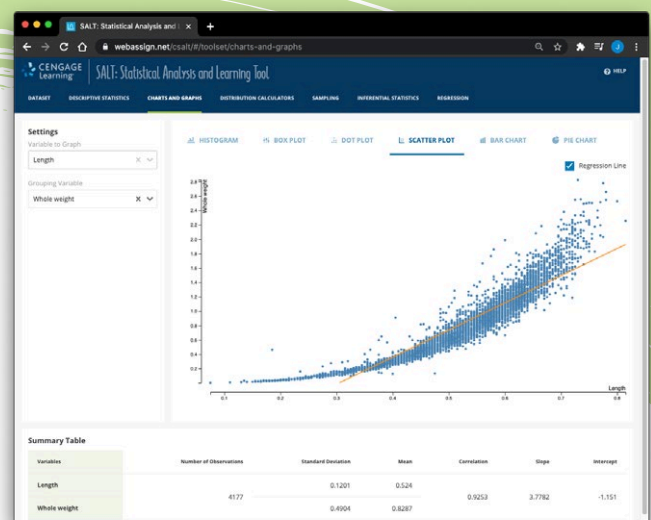 SALT: Statistical Analysis and
webassign.net/csalt/#/toolset/charts-and-graphs
CENGAGE Learning
SALT: Statistical Analysis and Learning Tool
HELP
DATASET DESCRIPTIVE STATISTICS CHARTS AND GRAPHS DISTRIBUTION CALCULATORS SAMPLING INFERENTIAL STATISTICS REGRESSION
Settings
Variable to Graph
Length
Grouping Variable
Whole weight
HISTOGRAM BOX PLOT DOT PLOT SCATTER PLOT BAR CHART PIE CHART
Regression Line
Whole weight
2.8
2.6
2.4
2.2
2.0
1.8
1.6
1.4
1.2
1.0
0.8
0.6
0.4
0.2
Length
0.1 0.2 0.3 0.4 0.5 0.6 0.7 0.8
Summary Table
Variables Number of Observations Standard Deviation Mean Correlation Slope Intercept
Length 0.1201 0.524
4177 0.9253 3.7782 -1.151
Whole weight 0.4904 0.8287